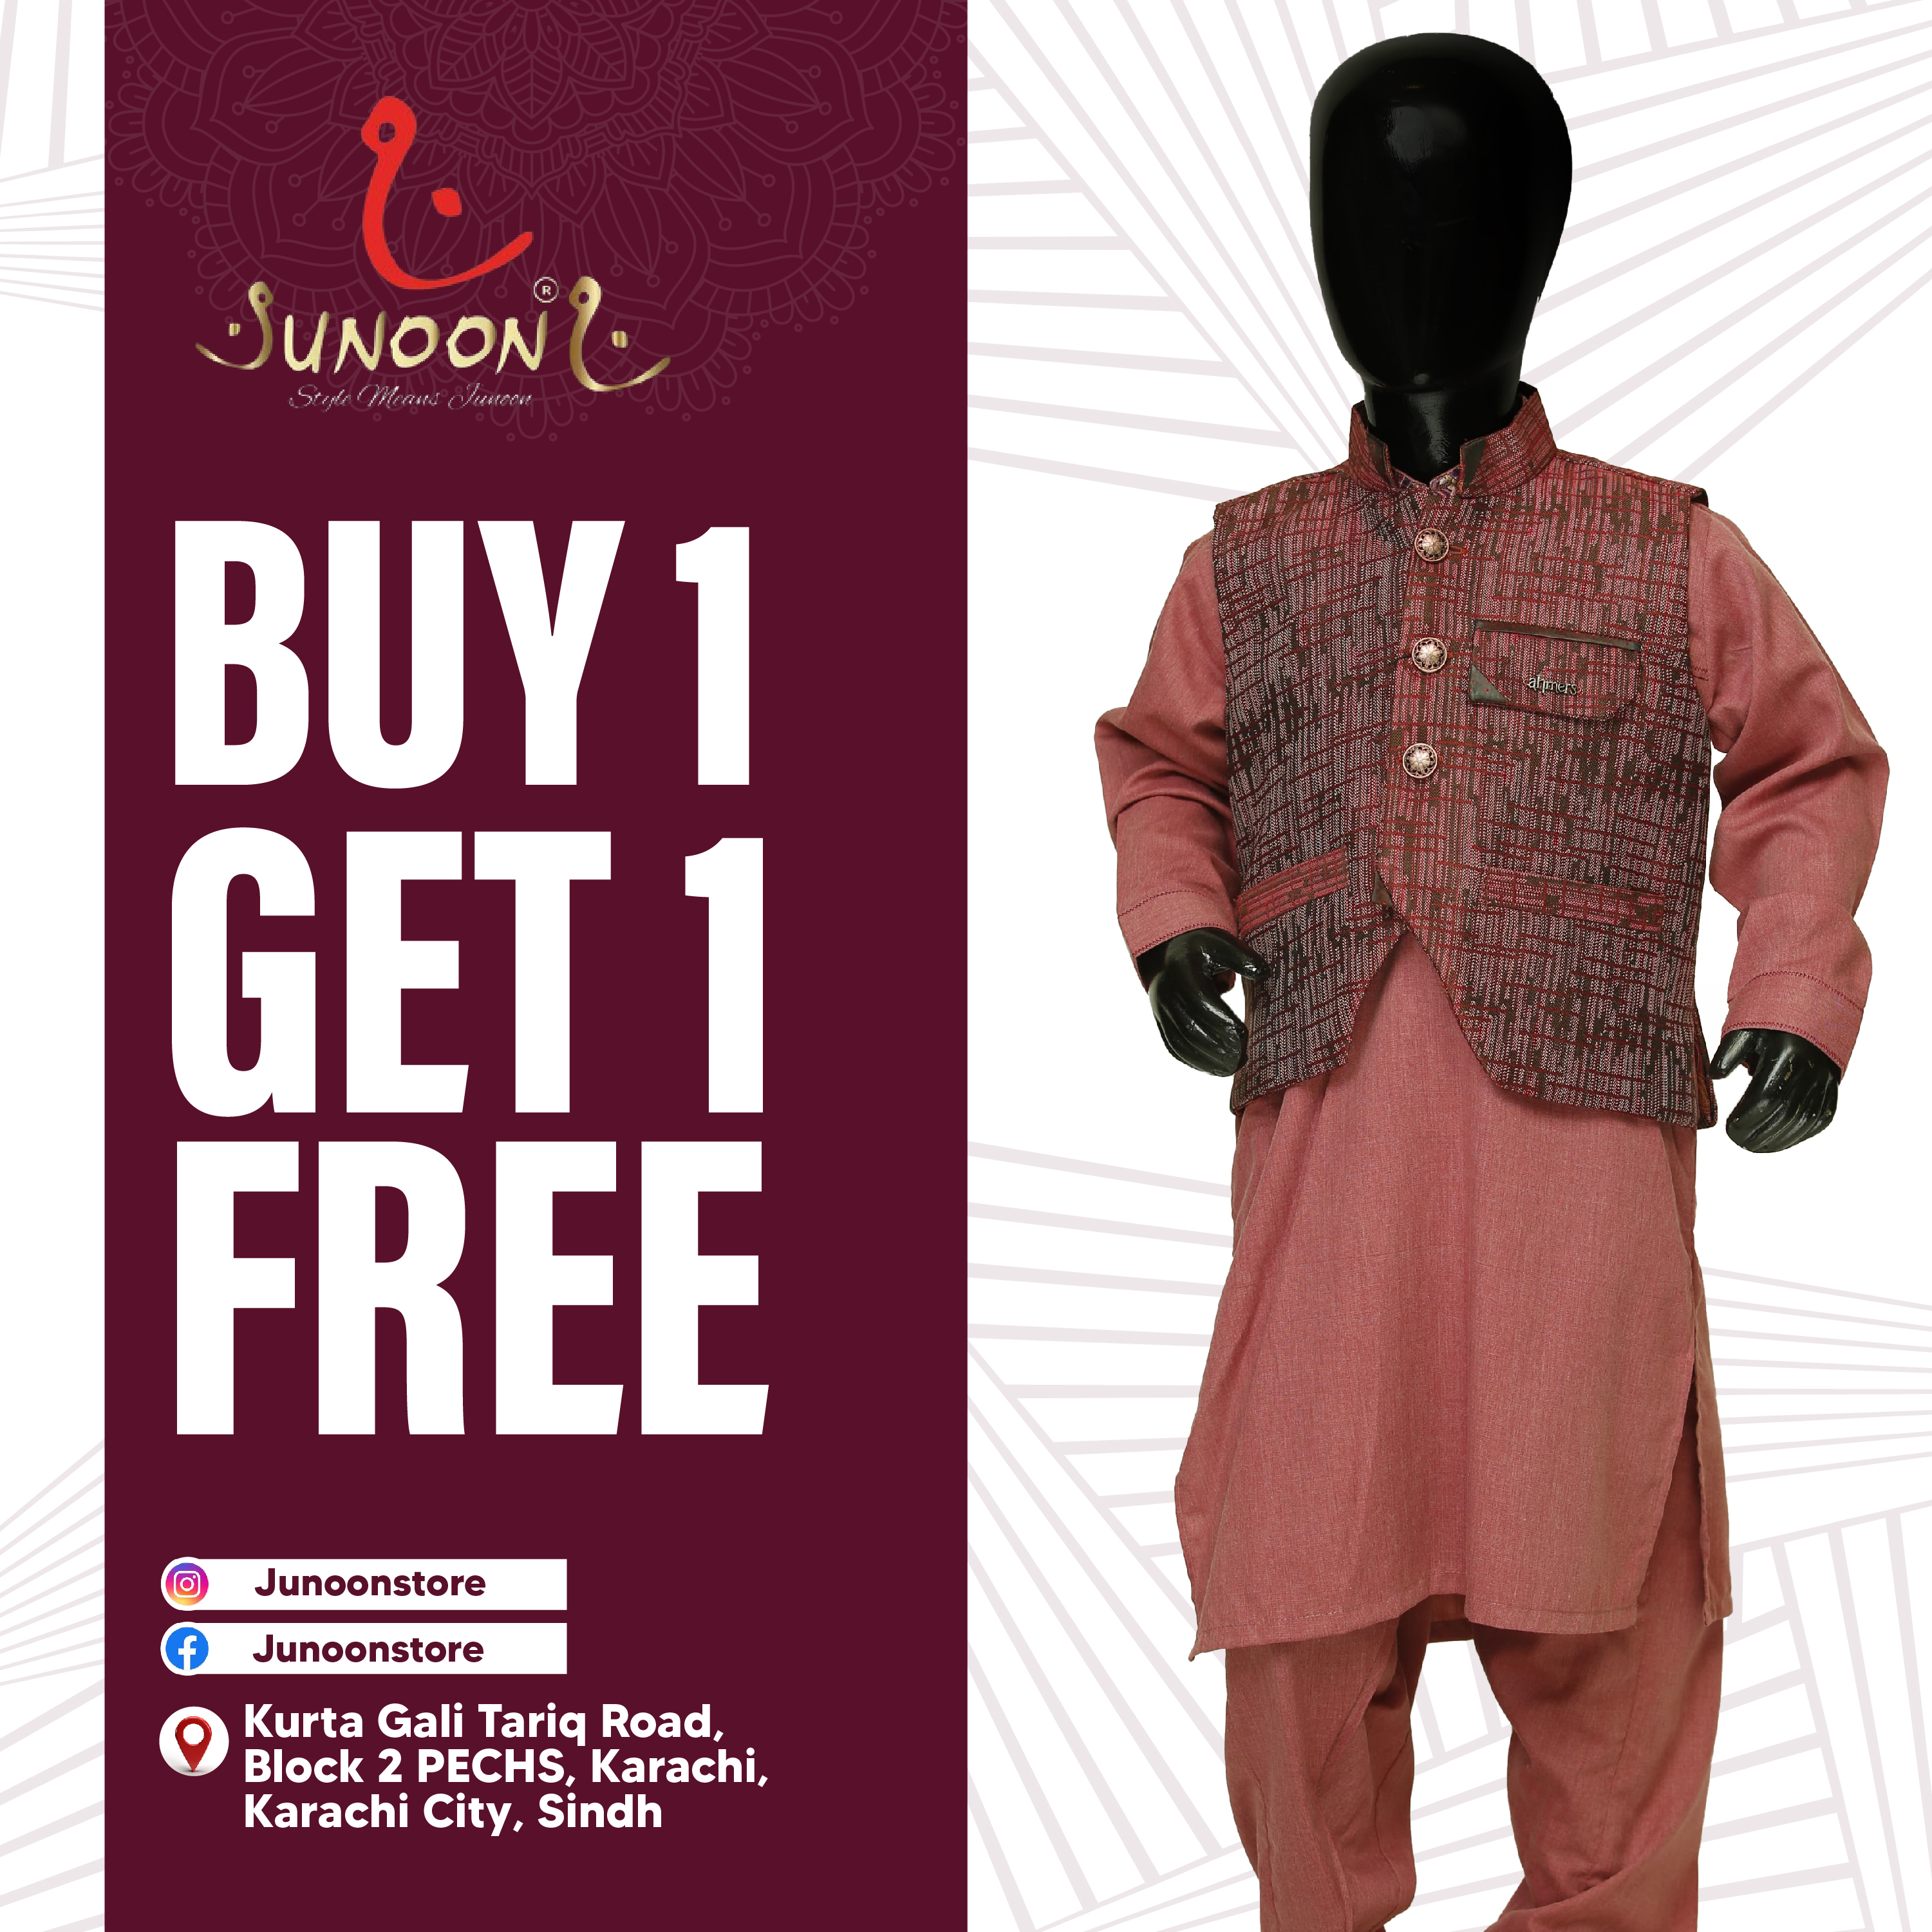 JUNOON®
Style Means Junoon
BUY 1
GET 1
FREE
ahmers
Junoonstore
Junoonstore
Kurta Gali Tariq Road,
Block 2 PECHS, Karachi,
Karachi City, Sindh